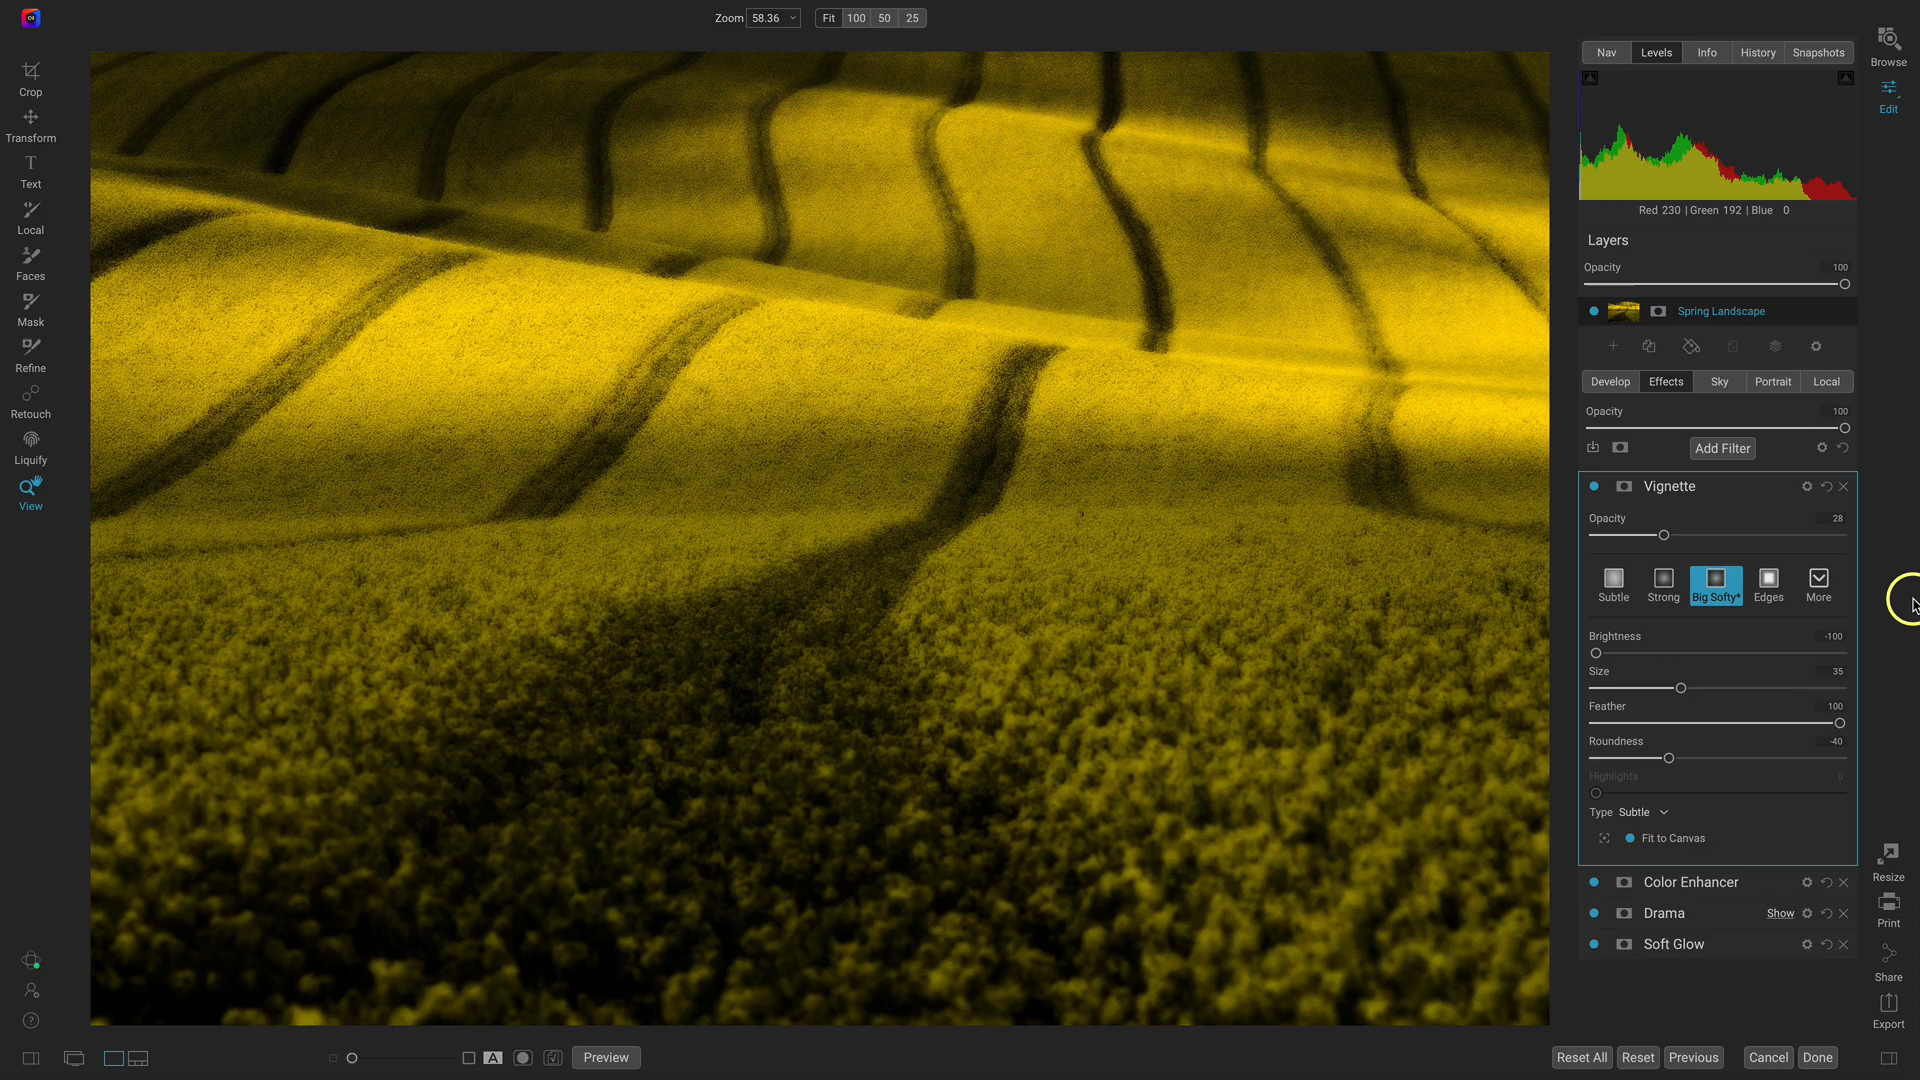 Zoom 58.36 Fit 100 50 25
Crop
Transform
Text
Local
Faces
Mask
Refine
Retouch
Liquify
View
Nav Levels Info History Snapshots
Red 230 | Green 192 | Blue 0
Layers
Opacity 100
Spring Landscape
Develop Effects Sky Portrait Local
Opacity 100
Add Filter
Vignette
Opacity 28
Subtle Strong Big Softy* Edges More
Brightness -100
Size 35
Feather 100
Roundness -40
Highlights 0
Type Subtle
Fit to Canvas
Color Enhancer
Drama Show
Soft Glow
Browse
Edit
Resize
Print
Share
Export
A Preview
Reset All Reset Previous Cancel Done